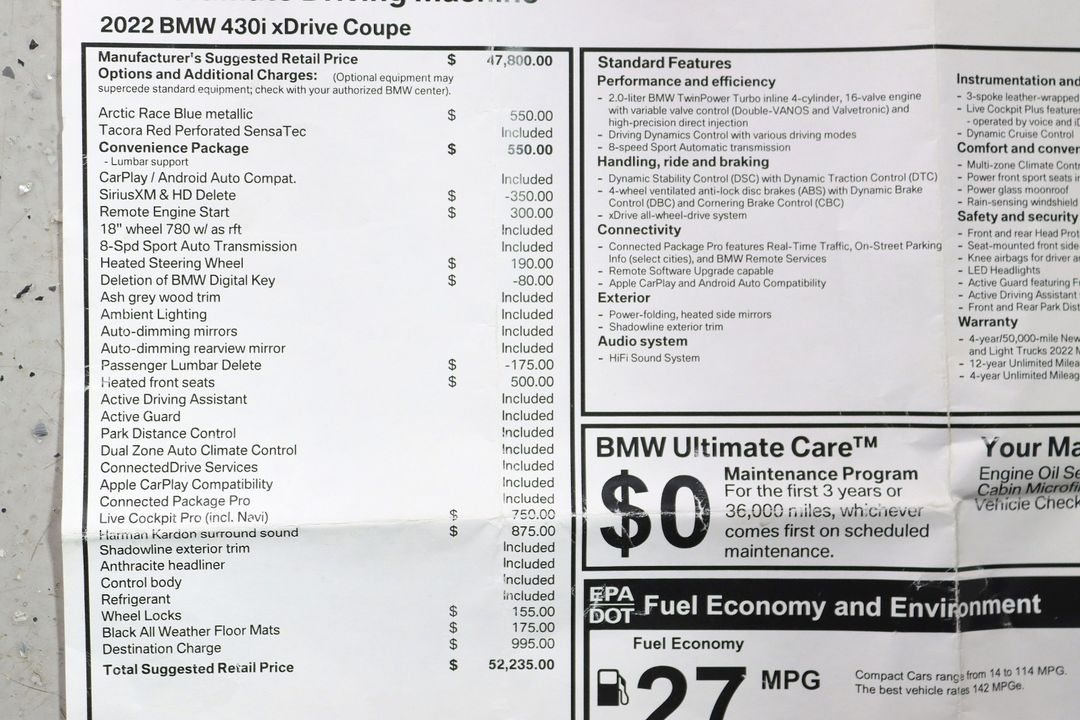 2022 BMW 430i xDrive Coupe
Manufacturer's Suggested Retail Price $ 47,800.00
Options and Additional Charges: (Optional equipment may
supercede standard equipment; check with your authorized BMW center).
Arctic Race Blue metallic $ 550.00
Tacora Red Perforated SensaTec Included
Convenience Package $ 550.00
- Lumbar support
CarPlay / Android Auto Compat. Included
SiriusXM & HD Delete $ -350.00
Remote Engine Start $ 300.00
18" wheel 780 w/ as rft Included
8-Spd Sport Auto Transmission Included
Heated Steering Wheel $ 190.00
Deletion of BMW Digital Key $ -80.00
Ash grey wood trim Included
Ambient Lighting Included
Auto-dimming mirrors Included
Auto-dimming rearview mirror Included
Passenger Lumbar Delete $ -175.00
Heated front seats $ 500.00
Active Driving Assistant Included
Active Guard Included
Park Distance Control Included
Dual Zone Auto Climate Control Included
ConnectedDrive Services Included
Apple CarPlay Compatibility Included
Connected Package Pro Included
Live Cockpit Pro (incl. Navi) $ 750.00
Harman Kardon surround sound $ 875.00
Shadowline exterior trim Included
Anthracite headliner Included
Control body Included
Refrigerant Included
Wheel Locks $ 155.00
Black All Weather Floor Mats $ 175.00
Destination Charge $ 995.00
Total Suggested Retail Price $ 52,235.00
Standard Features
Performance and efficiency
- 2.0-liter BMW TwinPower Turbo inline 4-cylinder, 16-valve engine
with variable valve control (Double-VANOS and Valvetronic) and
high-precision direct injection
- Driving Dynamics Control with various driving modes
- 8-speed Sport Automatic transmission
Handling, ride and braking
- Dynamic Stability Control (DSC) with Dynamic Traction Control (DTC)
- 4-wheel ventilated anti-lock disc brakes (ABS) with Dynamic Brake
Control (DBC) and Cornering Brake Control (CBC)
- xDrive all-wheel-drive system
Connectivity
- Connected Package Pro features Real-Time Traffic, On-Street Parking
Info (select cities), and BMW Remote Services
- Remote Software Upgrade capable
- Apple CarPlay and Android Auto Compatibility
Exterior
- Power-folding, heated side mirrors
- Shadowline exterior trim
Audio system
- HiFi Sound System
Instrumentation and
- 3-spoke leather-wrapped
- Live Cockpit Plus features
- operated by voice and
- Dynamic Cruise Control
Comfort and
- Multi-zone Climate
- Power front sport seats
- Power glass moonroof
- Rain-sensing windshield
Safety and security
- Front and rear Head
- Seat-mounted front side
- Knee airbags for driver
- LED Headlights
- Active Guard featuring
- Active Driving Assistant
- Front and Rear Park
Warranty
- 4-year/50,000-mile New
and Light Trucks 2022
- 12-year Unlimited
- 4-year Unlimited
BMW Ultimate Care™
$0
Maintenance Program
For the first 3 years or
36,000 miles, whichever
comes first on scheduled
maintenance.
Your
Engine Oil
Cabin
Vehicle Check
EPA
DOT
Fuel Economy and Environment
Fuel Economy
27 MPG
Compact Cars range from 14 to 114 MPG.
The best vehicle rates 142 MPGe.